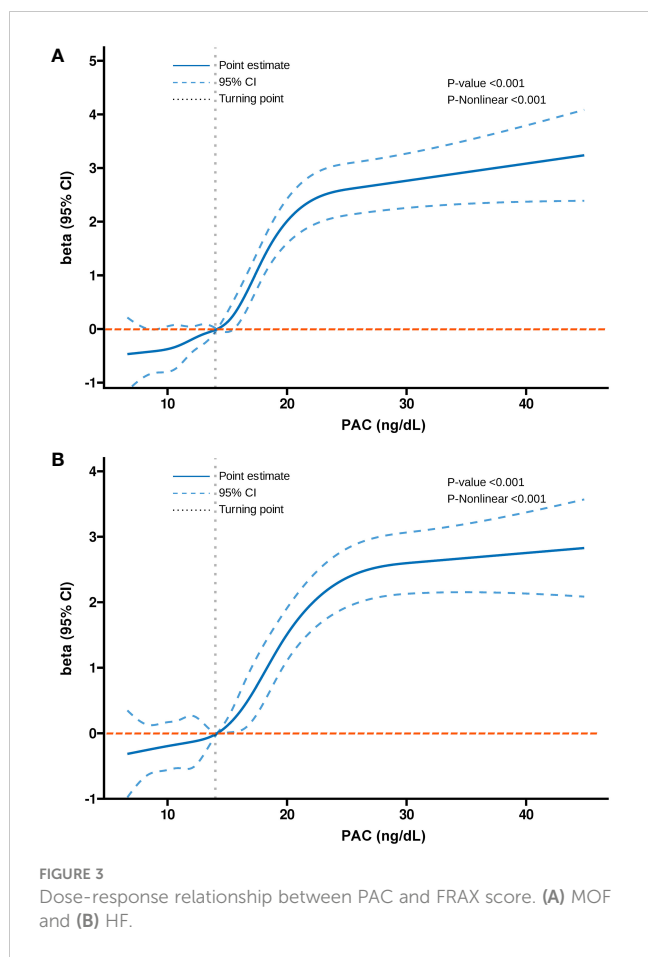 A
5
4
3
2
1
0
-1
beta (95% CI)
Point estimate
95% CI
Turning point
P-value <0.001
P-Nonlinear <0.001
10
20
30
40
PAC (ng/dL)
B
4
3
2
1
0
-1
beta (95% CI)
Point estimate
95% CI
Turning point
P-value <0.001
P-Nonlinear <0.001
10
20
30
40
PAC (ng/dL)
FIGURE 3
Dose-response relationship between PAC and FRAX score. (A) MOF
and (B) HF.